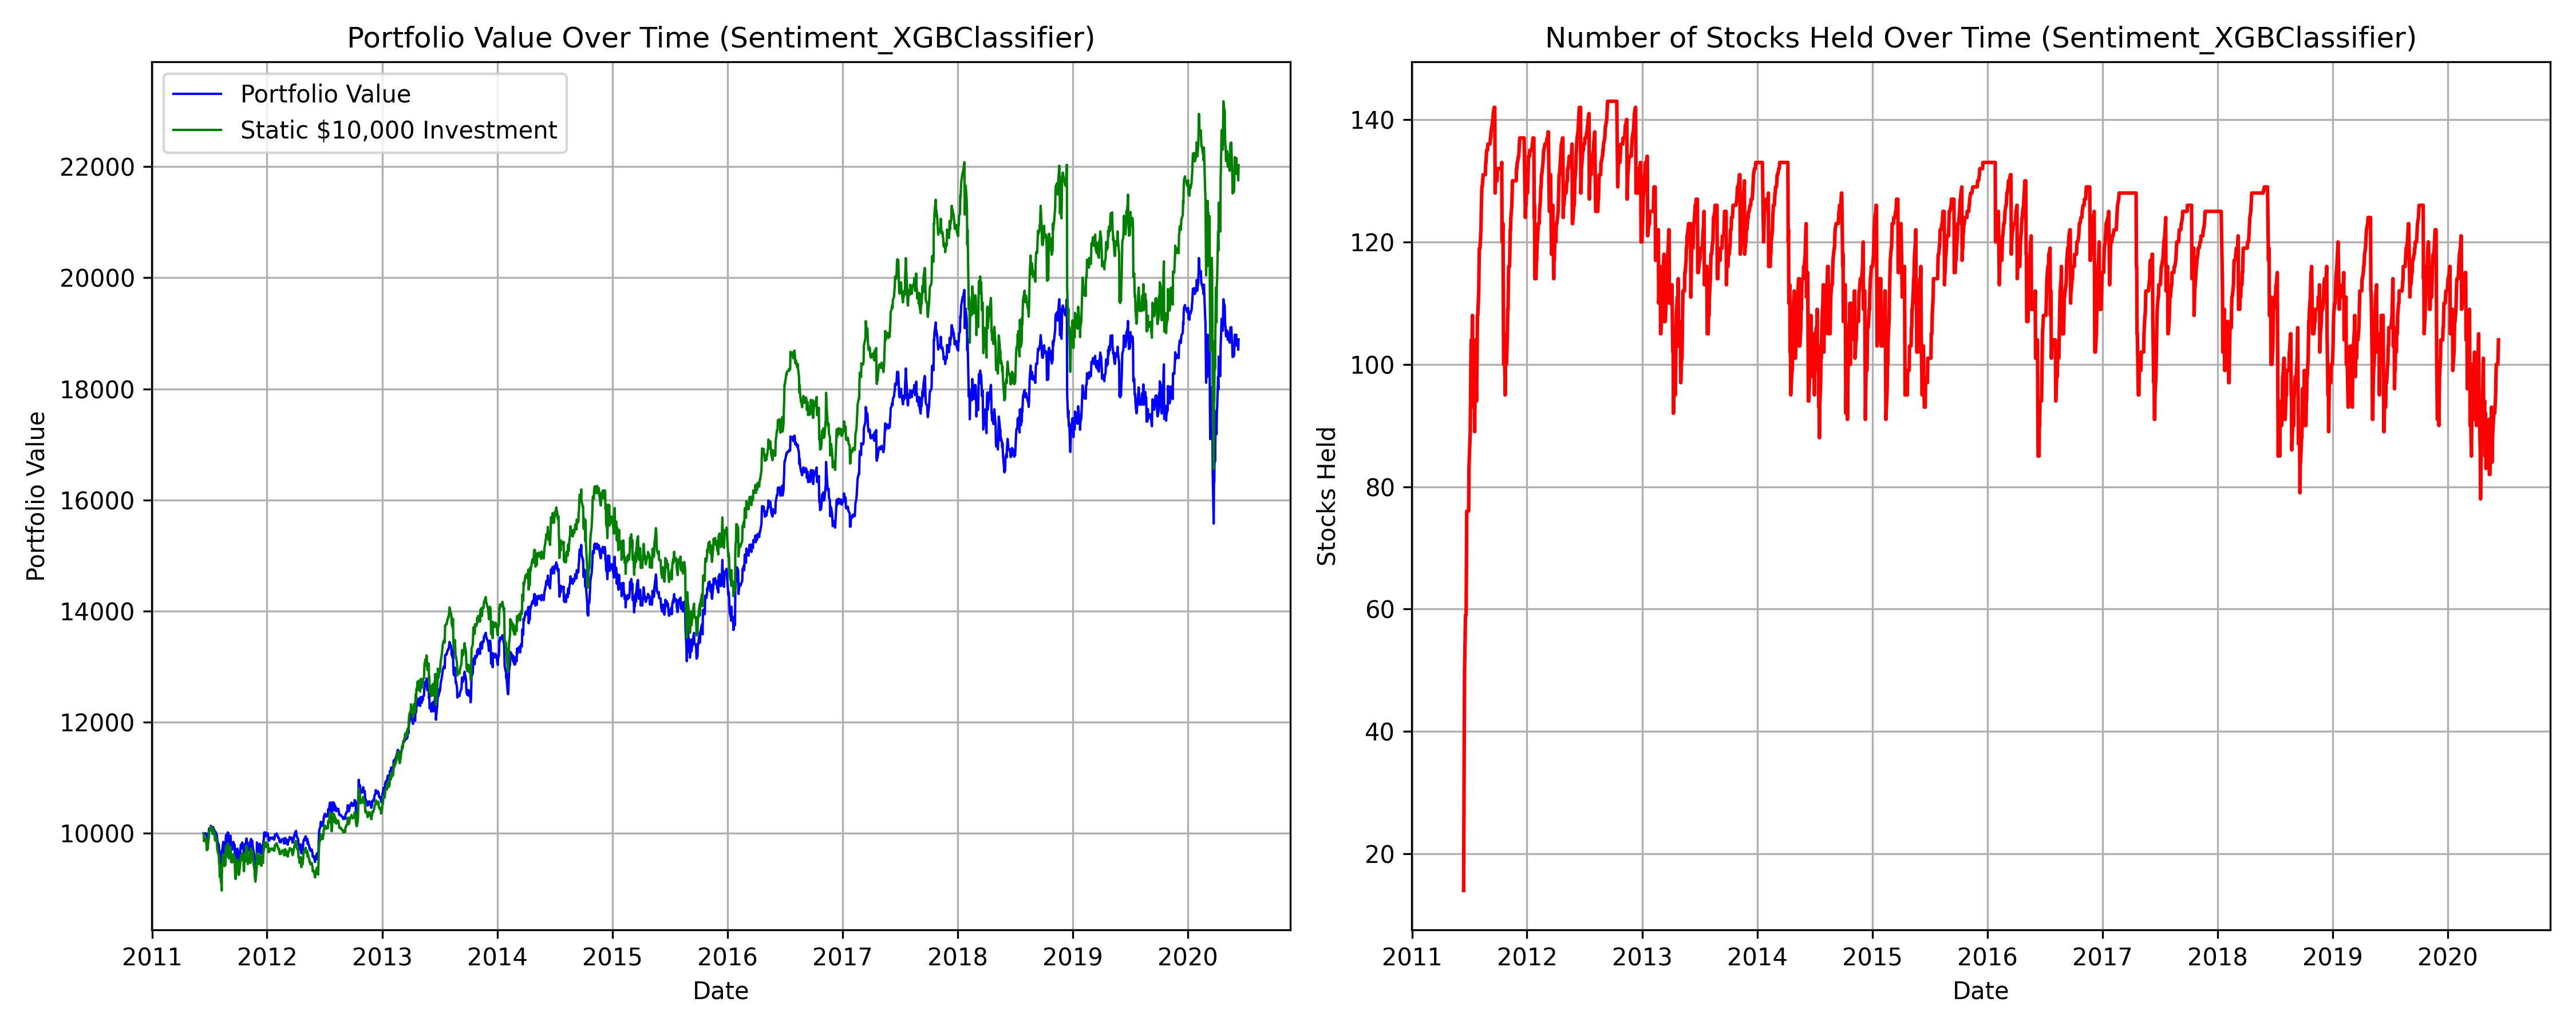 Portfolio Value Over Time (Sentiment_XGBClassifier)
Portfolio Value
Static $10,000 Investment
22000
20000
18000
16000
14000
12000
10000
Portfolio Value
2011 2012 2013 2014 2015 2016 2017 2018 2019 2020
Date
Number of Stocks Held Over Time (Sentiment_XGBClassifier)
140
120
100
80
60
40
20
Stocks Held
2011 2012 2013 2014 2015 2016 2017 2018 2019 2020
Date